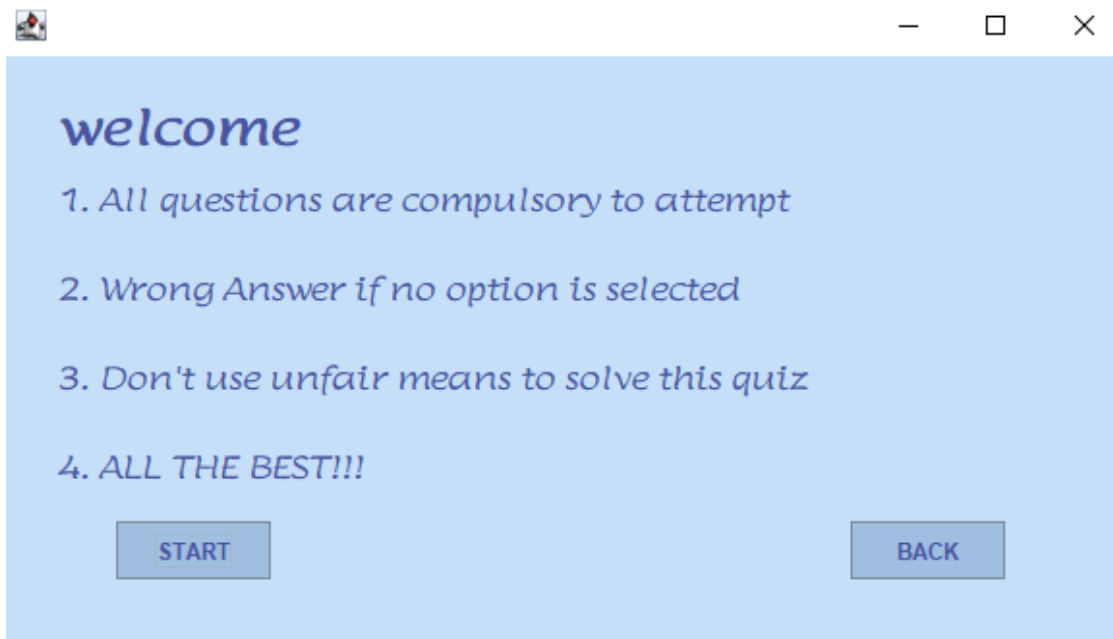 welcome
1. All questions are compulsory to attempt
2. Wrong Answer if no option is selected
3. Don't use unfair means to solve this quiz
4. ALL THE BEST!!!
START
BACK